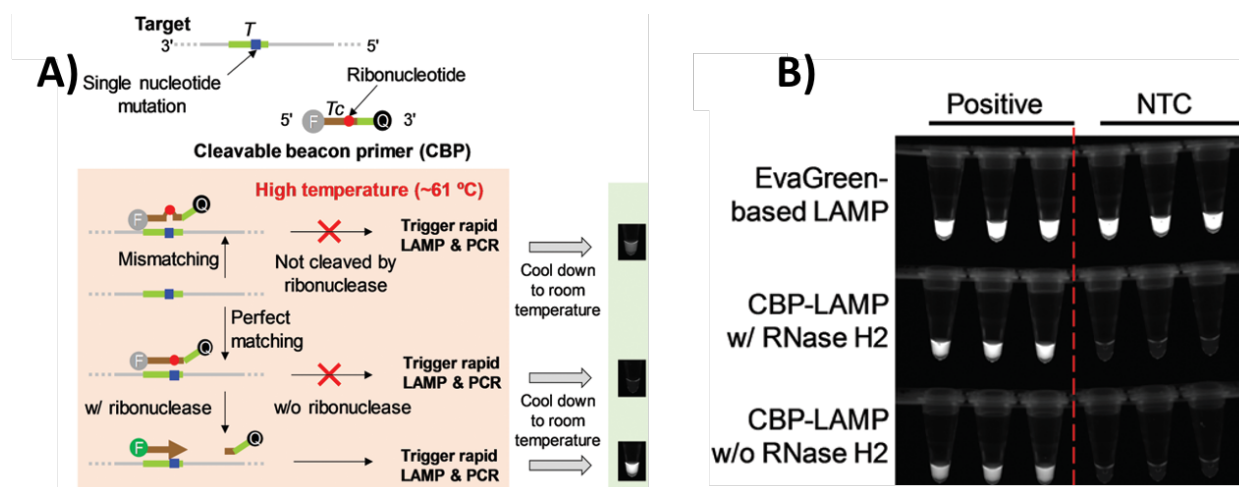 A)
Target
T
3'
5'
Single nucleotide
mutation
Ribonucleotide
Tc
5'
F
Q
3'
Cleavable beacon primer (CBP)
High temperature (~61 ºC)
F
Q
Mismatching
Not cleaved by
ribonuclease
Trigger rapid
LAMP & PCR
Cool down
to room
temperature
Perfect
matching
F
Q
w/ ribonuclease
w/o ribonuclease
Trigger rapid
LAMP & PCR
Cool down
to room
temperature
F
Q
Trigger rapid
LAMP & PCR
B)
Positive
NTC
EvaGreen-
based LAMP
CBP-LAMP
w/ RNase H2
CBP-LAMP
w/o RNase H2